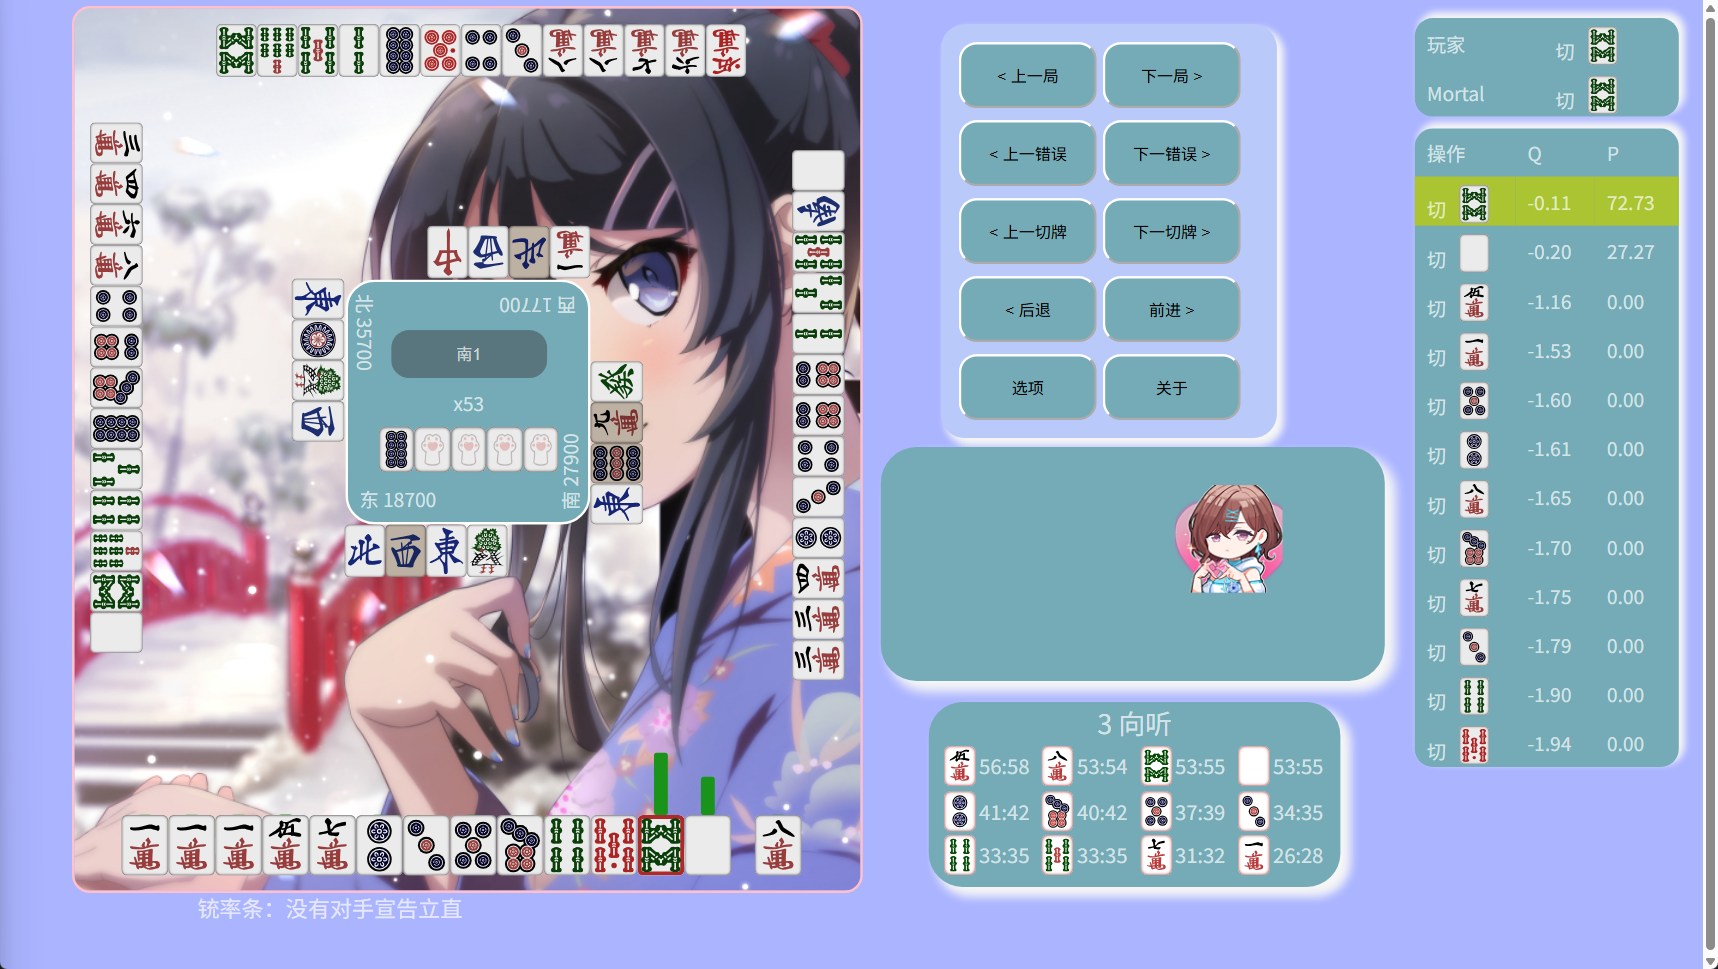 < 上一局
下一局 >
< 上一错误
下一错误 >
< 上一切牌
下一切牌 >
< 后退
前进 >
选项
关于
玩家 切
Mortal 切
操作 Q P
切 -0.11 72.73
切 -0.20 27.27
切 -1.16 0.00
切 -1.53 0.00
切 -1.60 0.00
切 -1.61 0.00
切 -1.65 0.00
切 -1.70 0.00
切 -1.75 0.00
切 -1.79 0.00
切 -1.90 0.00
切 -1.94 0.00
西 17700
北 35700
南1
x53
南 27900
东 18700
3 向听
56:58 53:54 53:55 53:55
41:42 40:42 37:39 34:35
33:35 33:35 31:32 26:28
铳率条：没有对手宣告立直